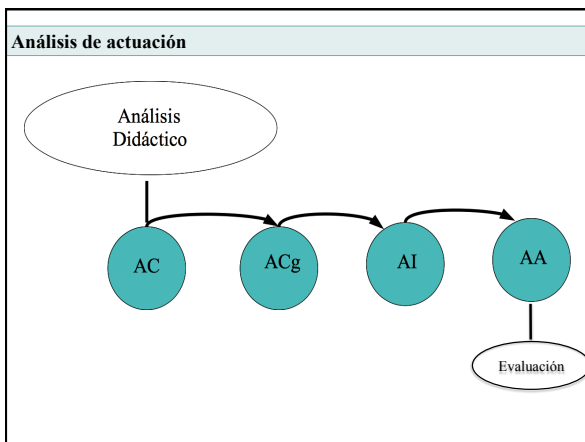 Análisis de actuación
Análisis
Didáctico
AC
ACg
AI
AA
Evaluación